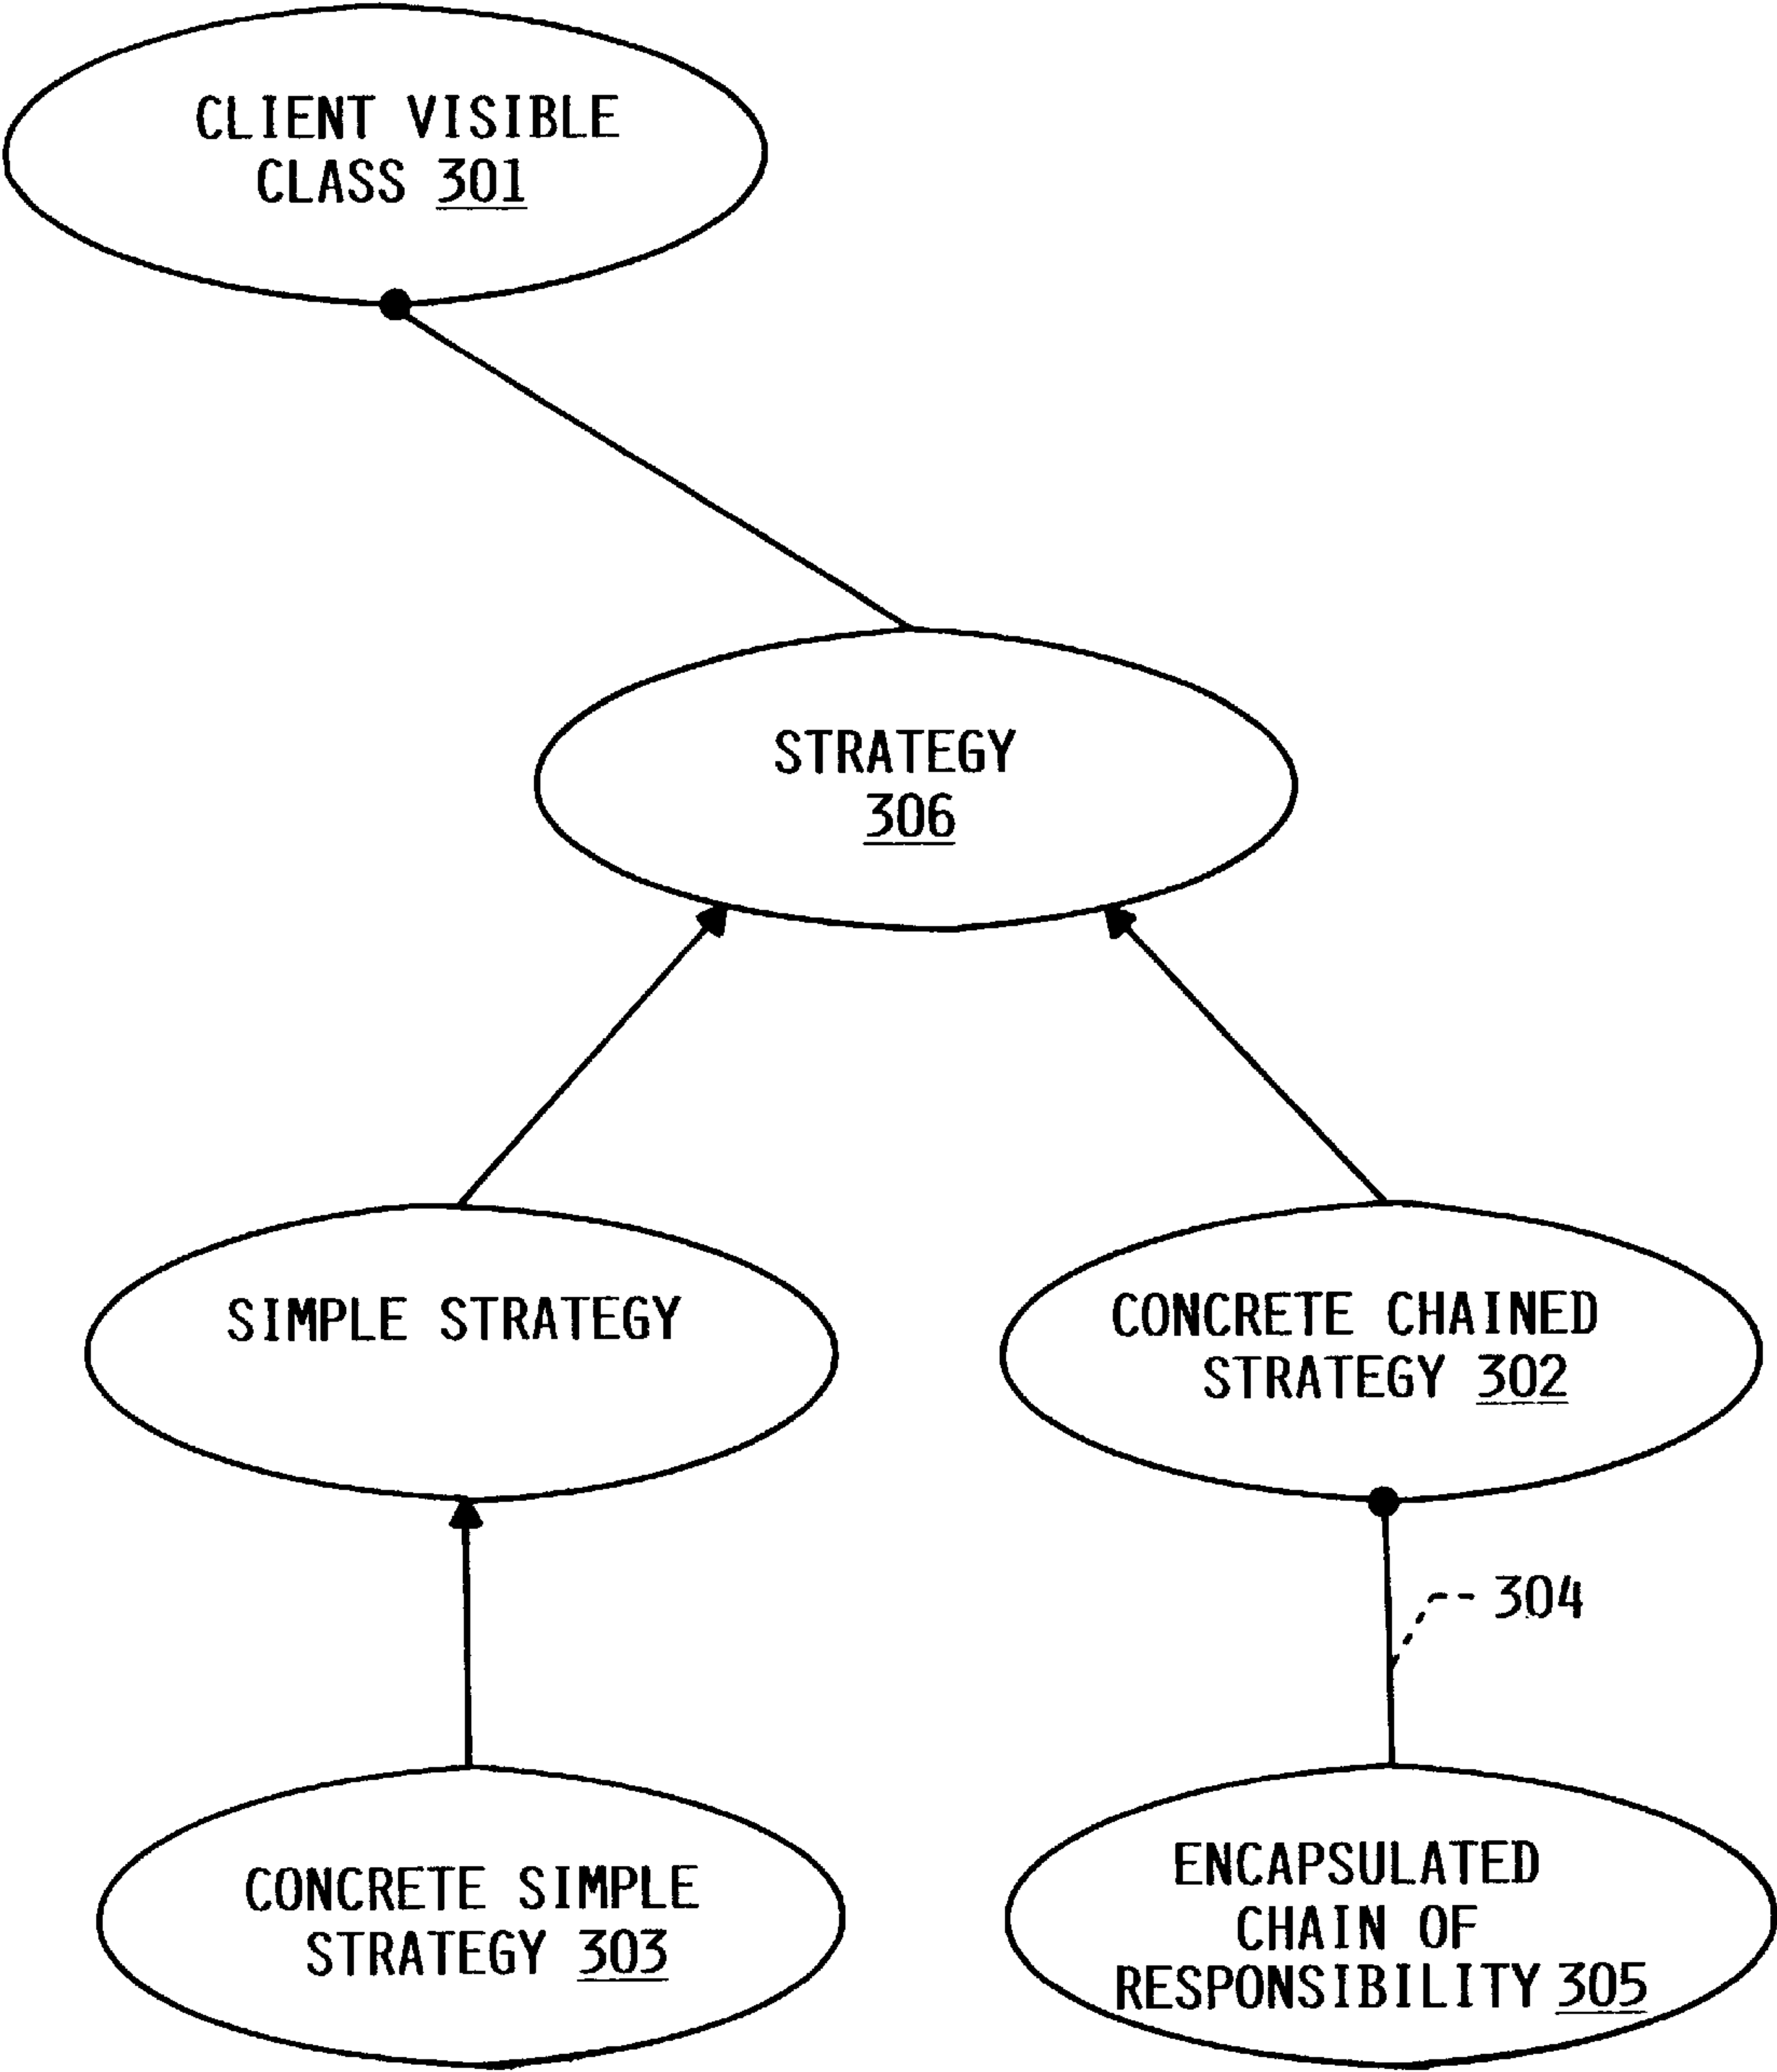 CLIENT VISIBLE
CLASS 301
STRATEGY
306
SIMPLE STRATEGY
CONCRETE CHAINED
STRATEGY 302
304
CONCRETE SIMPLE
STRATEGY 303
ENCAPSULATED
CHAIN OF
RESPONSIBILITY 305